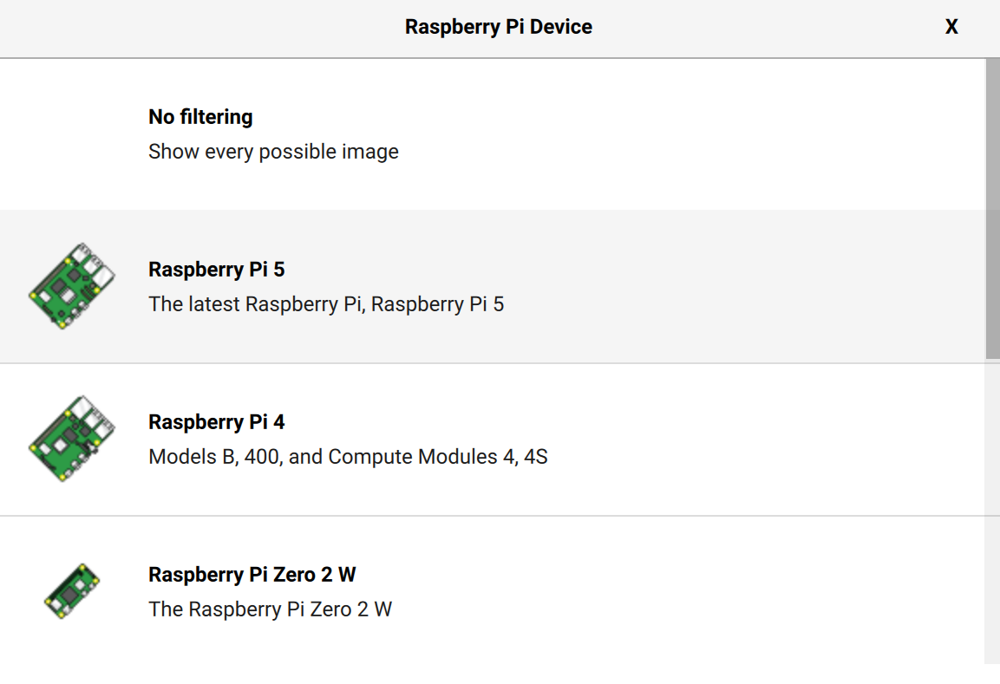 Raspberry Pi Device
X
No filtering
Show every possible image
Raspberry Pi 5
The latest Raspberry Pi, Raspberry Pi 5
Raspberry Pi 4
Models B, 400, and Compute Modules 4, 4S
Raspberry Pi Zero 2 W
The Raspberry Pi Zero 2 W